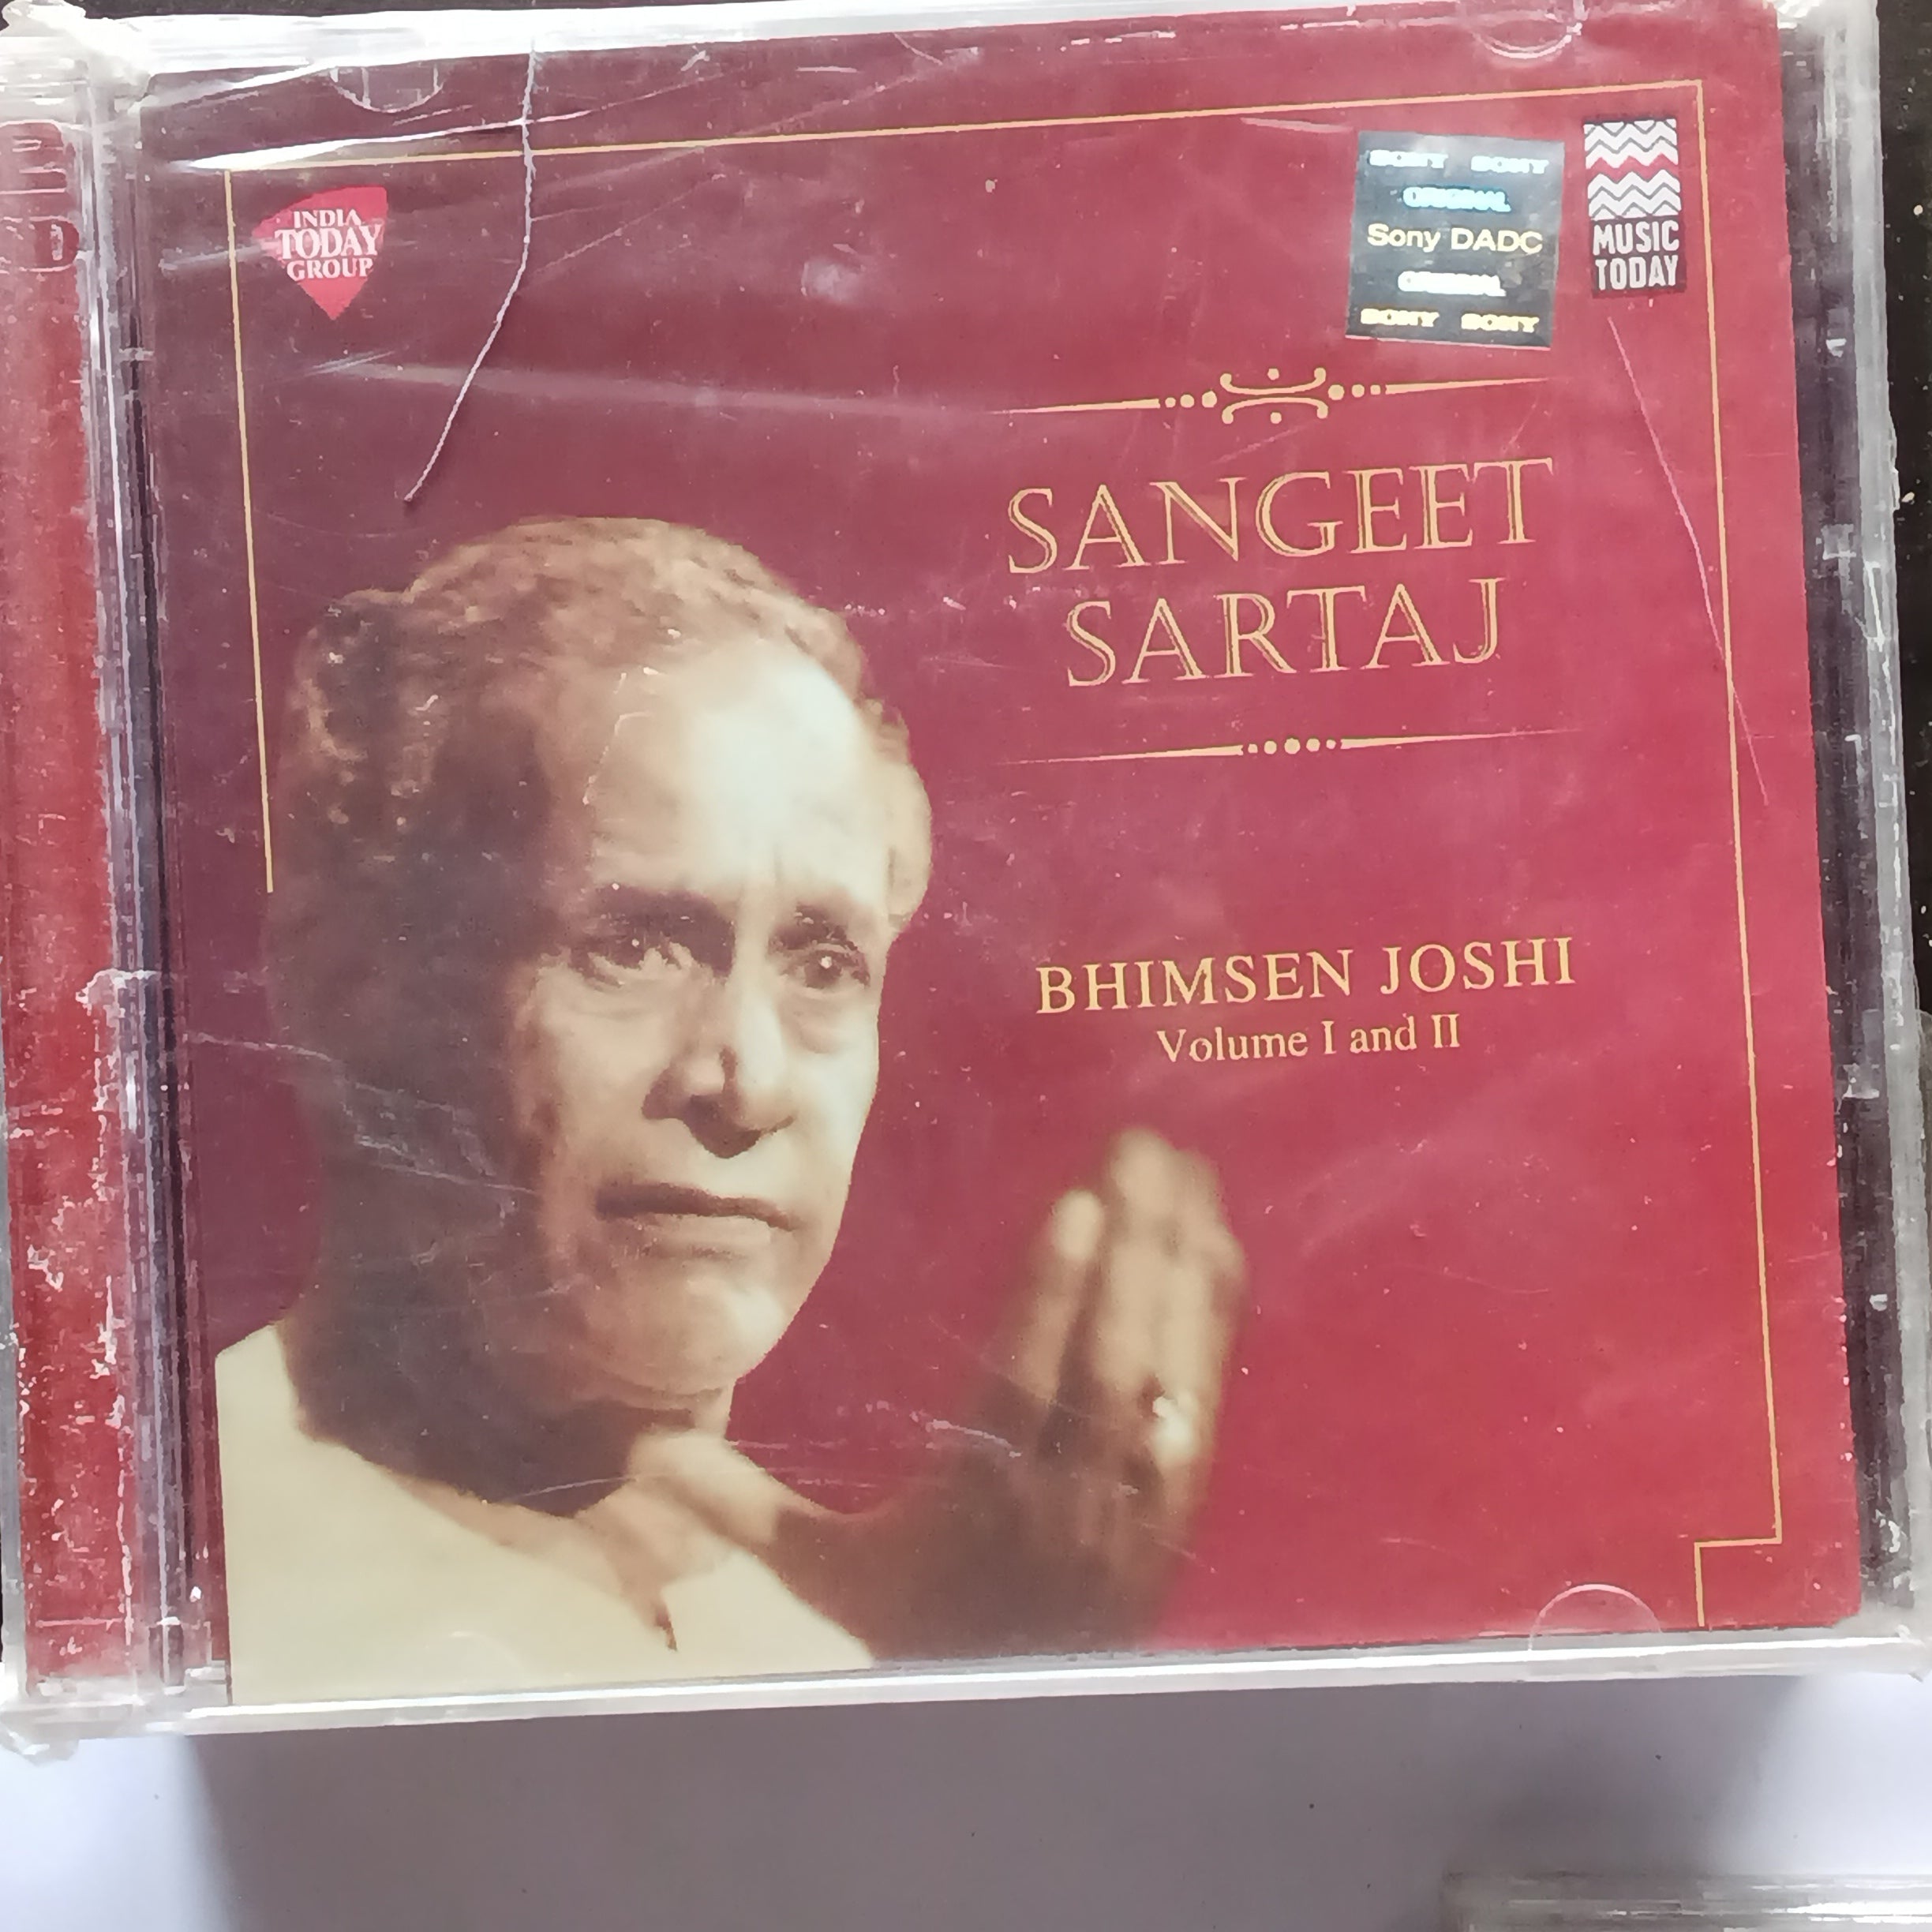 INDIA
TODAY
GROUP
SONY SONY
ORIGINAL
Sony DADC
ORIGINAL
SONY SONY
MUSIC
TODAY
SANGEET
SARTAJ
BHIMSEN JOSHI
Volume I and II